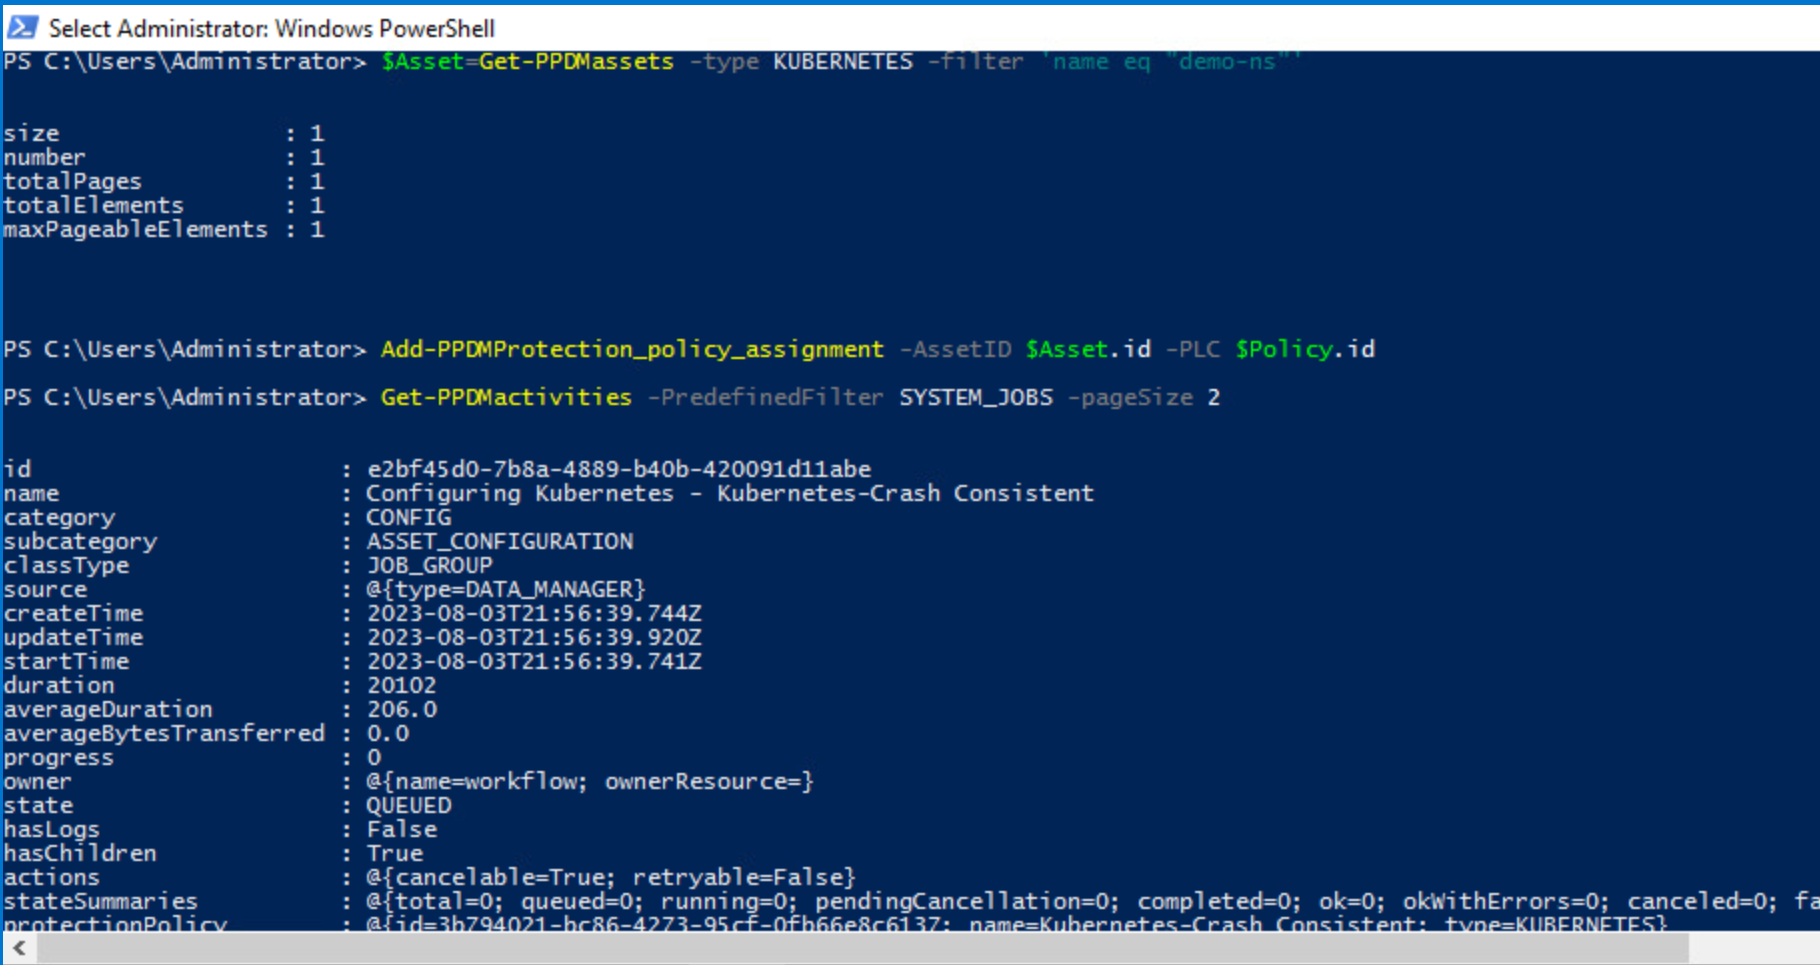 Select Administrator: Windows PowerShell
PS C:\Users\Administrator> $Asset=Get-PPDMassets -type KUBERNETES -filter 'name eq "demo-ns"'
size : 1
number : 1
totalPages : 1
totalElements : 1
maxPageableElements : 1
PS C:\Users\Administrator> Add-PPDMProtection_policy_assignment -AssetID $Asset.id -PLC $Policy.id
PS C:\Users\Administrator> Get-PPDMactivities -PredefinedFilter SYSTEM_JOBS -pageSize 2
id : e2bf45d0-7b8a-4889-b40b-420091d11abe
name : Configuring Kubernetes - Kubernetes-Crash Consistent
category : CONFIG
subcategory : ASSET_CONFIGURATION
classType : JOB_GROUP
source : @{type=DATA_MANAGER}
createTime : 2023-08-03T21:56:39.744Z
updateTime : 2023-08-03T21:56:39.920Z
startTime : 2023-08-03T21:56:39.741Z
duration : 20102
averageDuration : 206.0
averageBytesTransferred : 0.0
progress : 0
owner : @{name=workflow; ownerResource=}
state : QUEUED
hasLogs : False
hasChildren : True
actions : @{cancelable=True; retryable=False}
stateSummaries : @{total=0; queued=0; running=0; pendingCancellation=0; completed=0; ok=0; okWithErrors=0; canceled=0; fa
protectionPolicy : @{id=3b794021-bc86-4273-95cf-0fb66e8c6137; name=Kubernetes-Crash Consistent; type=KUBERNETES}